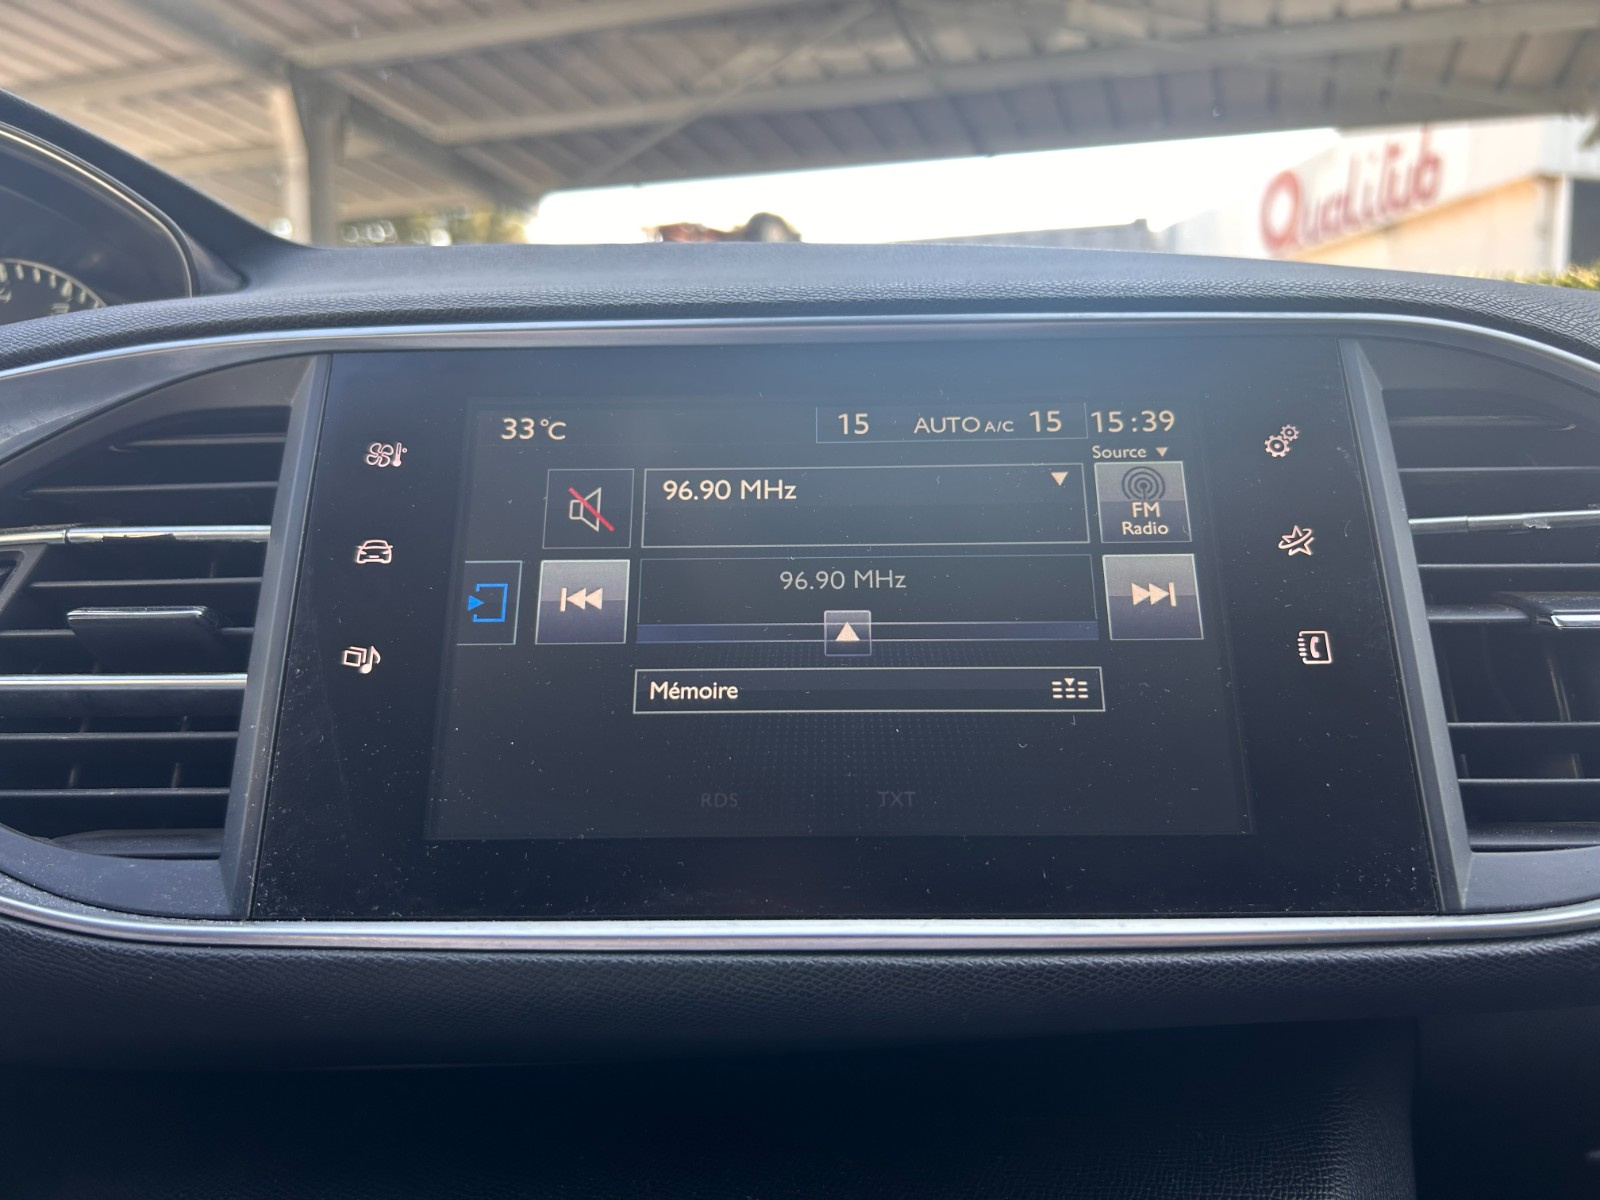 Qualitub
33°C
15 AUTO A/C 15
15:39
Source
96.90 MHz
FM
Radio
96.90 MHz
Mémoire
RDS TXT